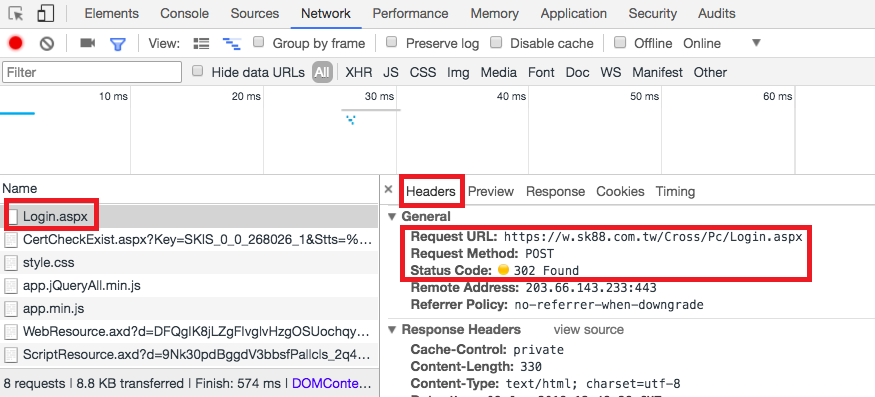 Elements Console Sources Network Performance Memory Application Security Audits
View: Group by frame Preserve log Disable cache Offline Online
Filter Hide data URLs All XHR JS CSS Img Media Font Doc WS Manifest Other
10 ms 20 ms 30 ms 40 ms 50 ms 60 ms
Name
Login.aspx
CertCheckExist.aspx?Key=SKIS_0_0_268026_1&Stts=%...
style.css
app.jQueryAll.min.js
app.min.js
WebResource.axd?d=DFQglK8jLZgFlvglvHzgOSUochqy...
ScriptResource.axd?d=9Nk30pdBggdV3bbsfPallcls_2q4...
8 requests | 8.8 KB transferred | Finish: 574 ms | DOMConte...
× Headers Preview Response Cookies Timing
General
Request URL: https://w.sk88.com.tw/Cross/Pc/Login.aspx
Request Method: POST
Status Code: 302 Found
Remote Address: 203.66.143.233:443
Referrer Policy: no-referrer-when-downgrade
Response Headers view source
Cache-Control: private
Content-Length: 330
Content-Type: text/html; charset=utf-8